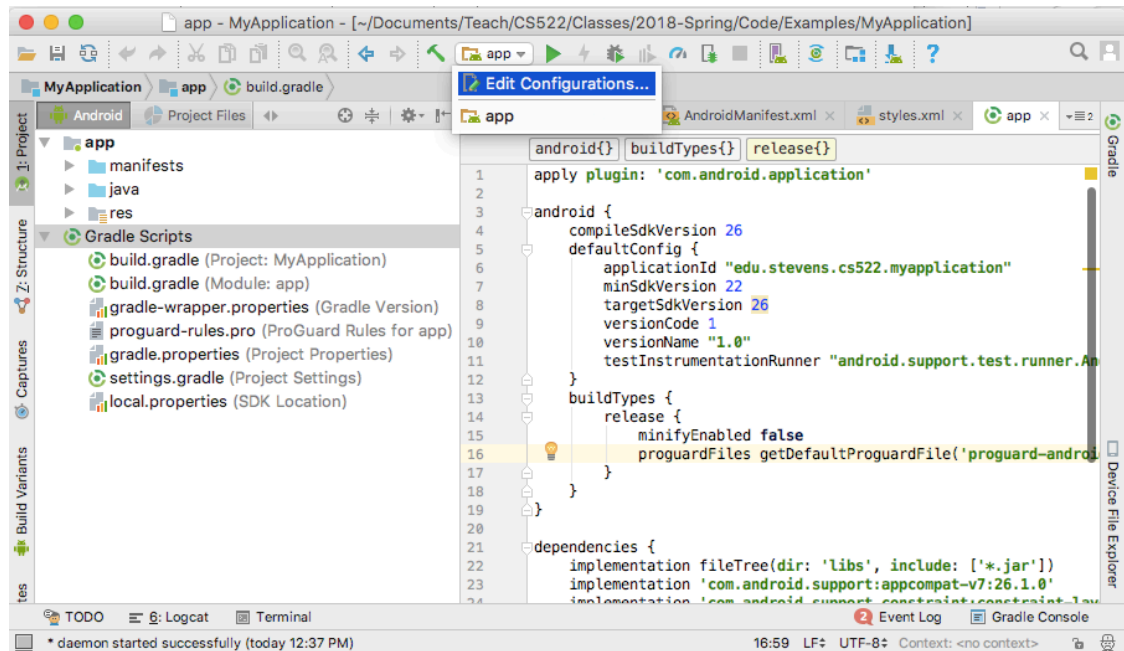 app - MyApplication - [~/Documents/Teach/CS522/Classes/2018-Spring/Code/Examples/MyApplication]
app
Edit Configurations...
app
MyApplication app build.gradle
Android Project Files
AndroidManifest.xml styles.xml app 2
1: Project
Z: Structure
Captures
Build Variants
app
manifests
java
res
Gradle Scripts
build.gradle (Project: MyApplication)
build.gradle (Module: app)
gradle-wrapper.properties (Gradle Version)
proguard-rules.pro (ProGuard Rules for app)
gradle.properties (Project Properties)
settings.gradle (Project Settings)
local.properties (SDK Location)
android{} buildTypes{} release{}
1 apply plugin: 'com.android.application'
2
3 android {
4 compileSdkVersion 26
5 defaultConfig {
6 applicationId "edu.stevens.cs522.myapplication"
7 minSdkVersion 22
8 targetSdkVersion 26
9 versionCode 1
10 versionName "1.0"
11 testInstrumentationRunner "android.support.test.runner.An
12 }
13 buildTypes {
14 release {
15 minifyEnabled false
16 proguardFiles getDefaultProguardFile('proguard-androi
17 }
18 }
19 }
20
21 dependencies {
22 implementation fileTree(dir: 'libs', include: ['*.jar'])
23 implementation 'com.android.support:appcompat-v7:26.1.0'
24 implementation 'com.android.support.constraint:constraint-lay
Gradle
Device File Explorer
TODO 6: Logcat Terminal 2 Event Log Gradle Console
* daemon started successfully (today 12:37 PM) 16:59 LF UTF-8 Context: <no context>